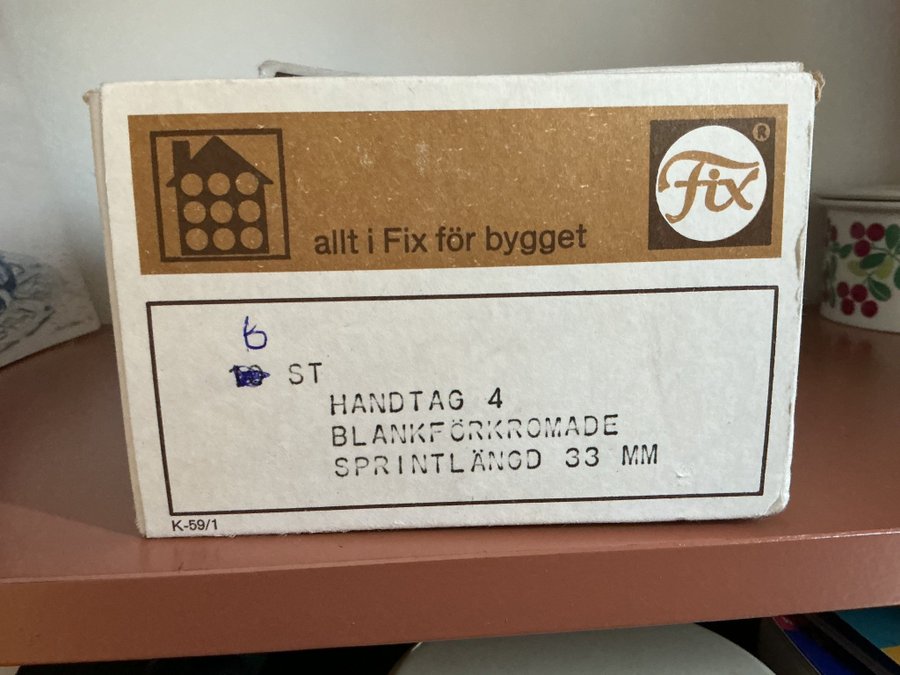 Fix ®
allt i Fix för bygget
6
ST
HANDTAG 4
BLANKFÖRKROMADE
SPRINTLÄNGD 33 MM
K-59/1